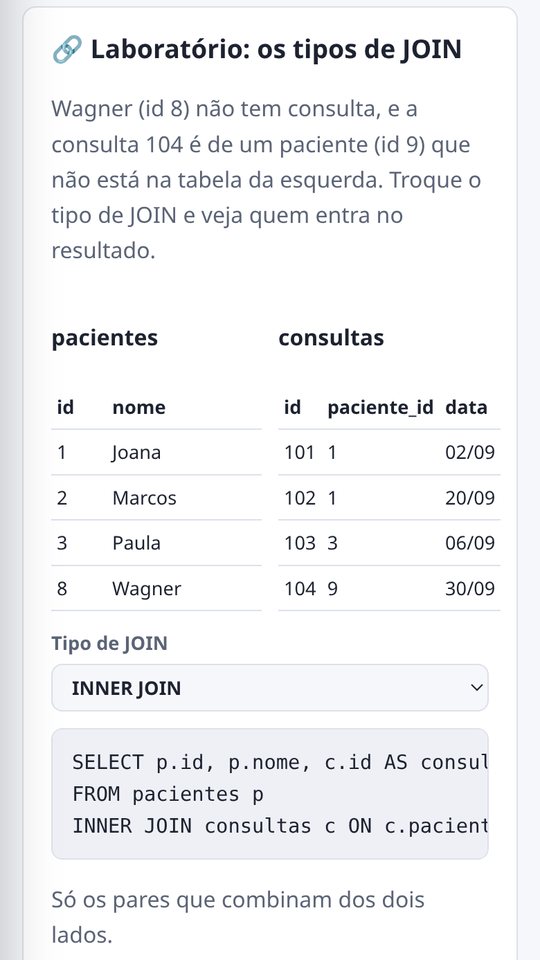 🔗 Laboratório: os tipos de JOIN
Wagner (id 8) não tem consulta, e a
consulta 104 é de um paciente (id 9) que
não está na tabela da esquerda. Troque o
tipo de JOIN e veja quem entra no
resultado.
pacientes
id nome
1 Joana
2 Marcos
3 Paula
8 Wagner
consultas
id paciente_id data
101 1 02/09
102 1 20/09
103 3 06/09
104 9 30/09
Tipo de JOIN
INNER JOIN
SELECT p.id, p.nome, c.id AS consul
FROM pacientes p
INNER JOIN consultas c ON c.pacient
Só os pares que combinam dos dois
lados.